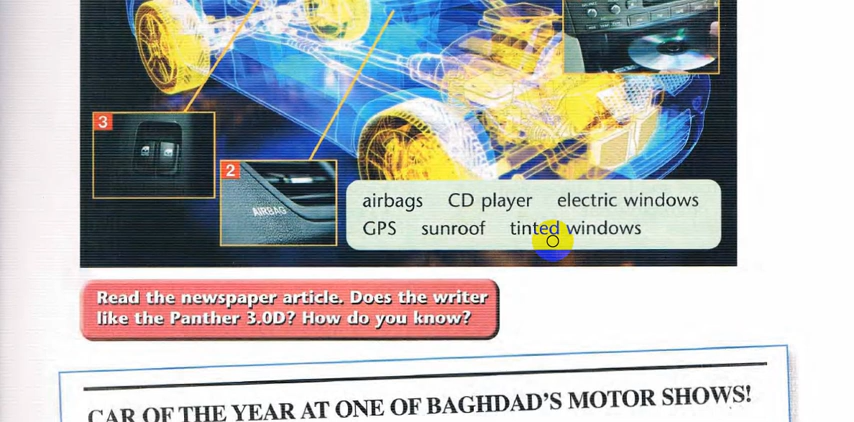 3
2
AIRBAG
airbags CD player electric windows
GPS sunroof tinted windows
Read the newspaper article. Does the writer
like the Panther 3.0D? How do you know?
CAR OF THE YEAR AT ONE OF BAGHDAD'S MOTOR SHOWS!